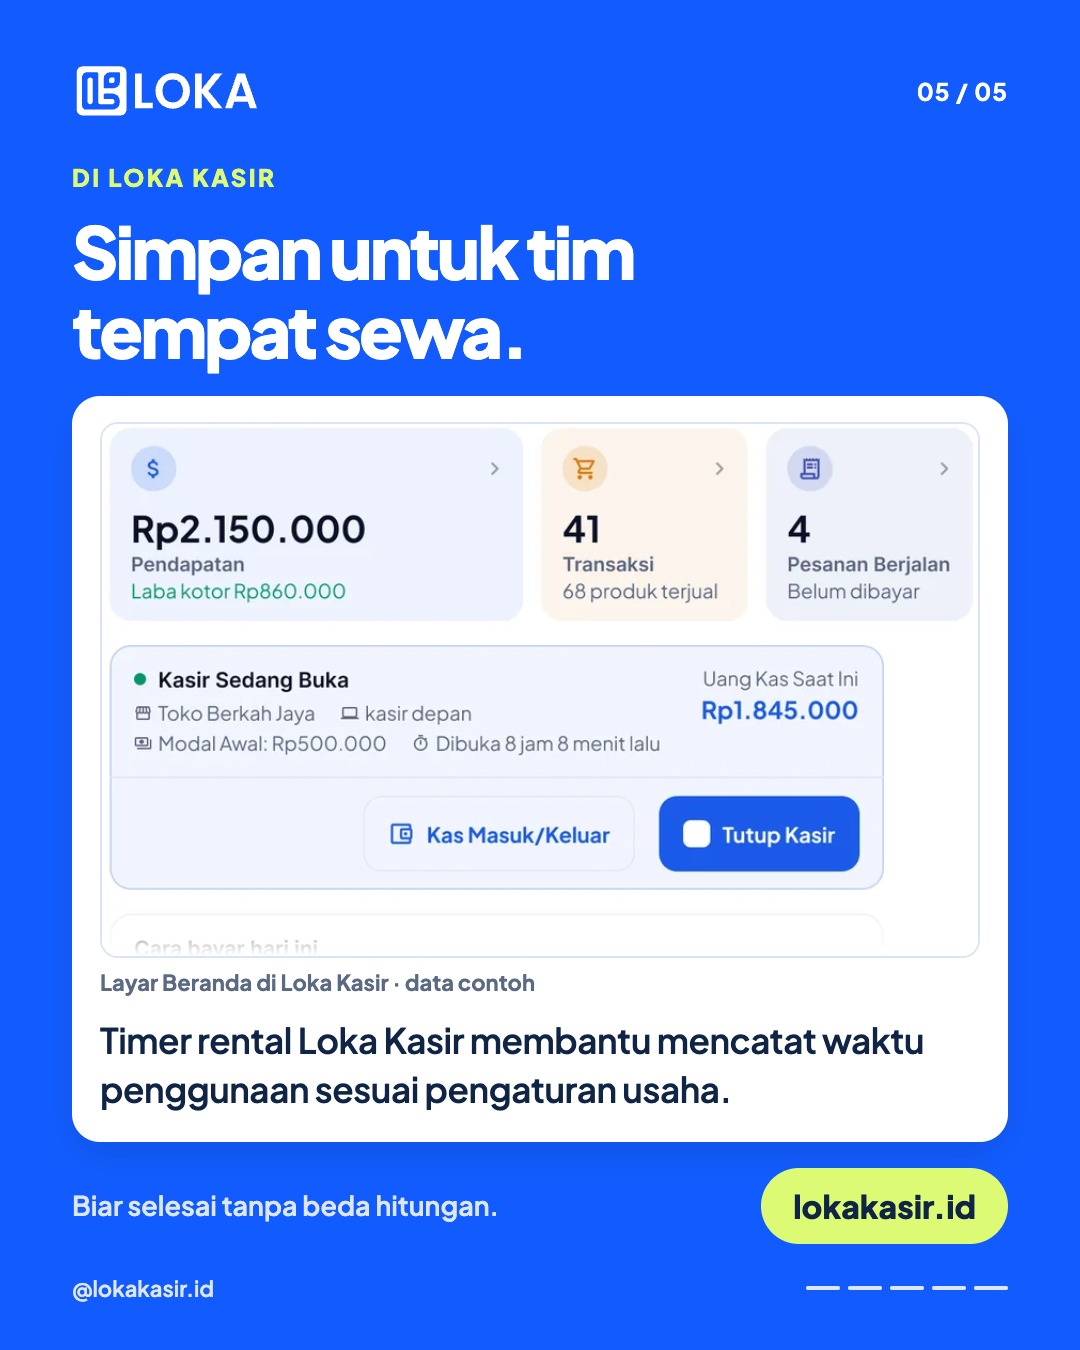 LOKA
05 / 05
DI LOKA KASIR
Simpan untuk tim
tempat sewa.
Rp2.150.000
Pendapatan
Laba kotor Rp860.000
41
Transaksi
68 produk terjual
4
Pesanan Berjalan
Belum dibayar
Kasir Sedang Buka
Toko Berkah Jaya kasir depan
Modal Awal: Rp500.000 Dibuka 8 jam 8 menit lalu
Uang Kas Saat Ini
Rp1.845.000
Kas Masuk/Keluar
Tutup Kasir
Cara bayar hari ini
Layar Beranda di Loka Kasir · data contoh
Timer rental Loka Kasir membantu mencatat waktu
penggunaan sesuai pengaturan usaha.
Biar selesai tanpa beda hitungan.
lokakasir.id
@lokakasir.id